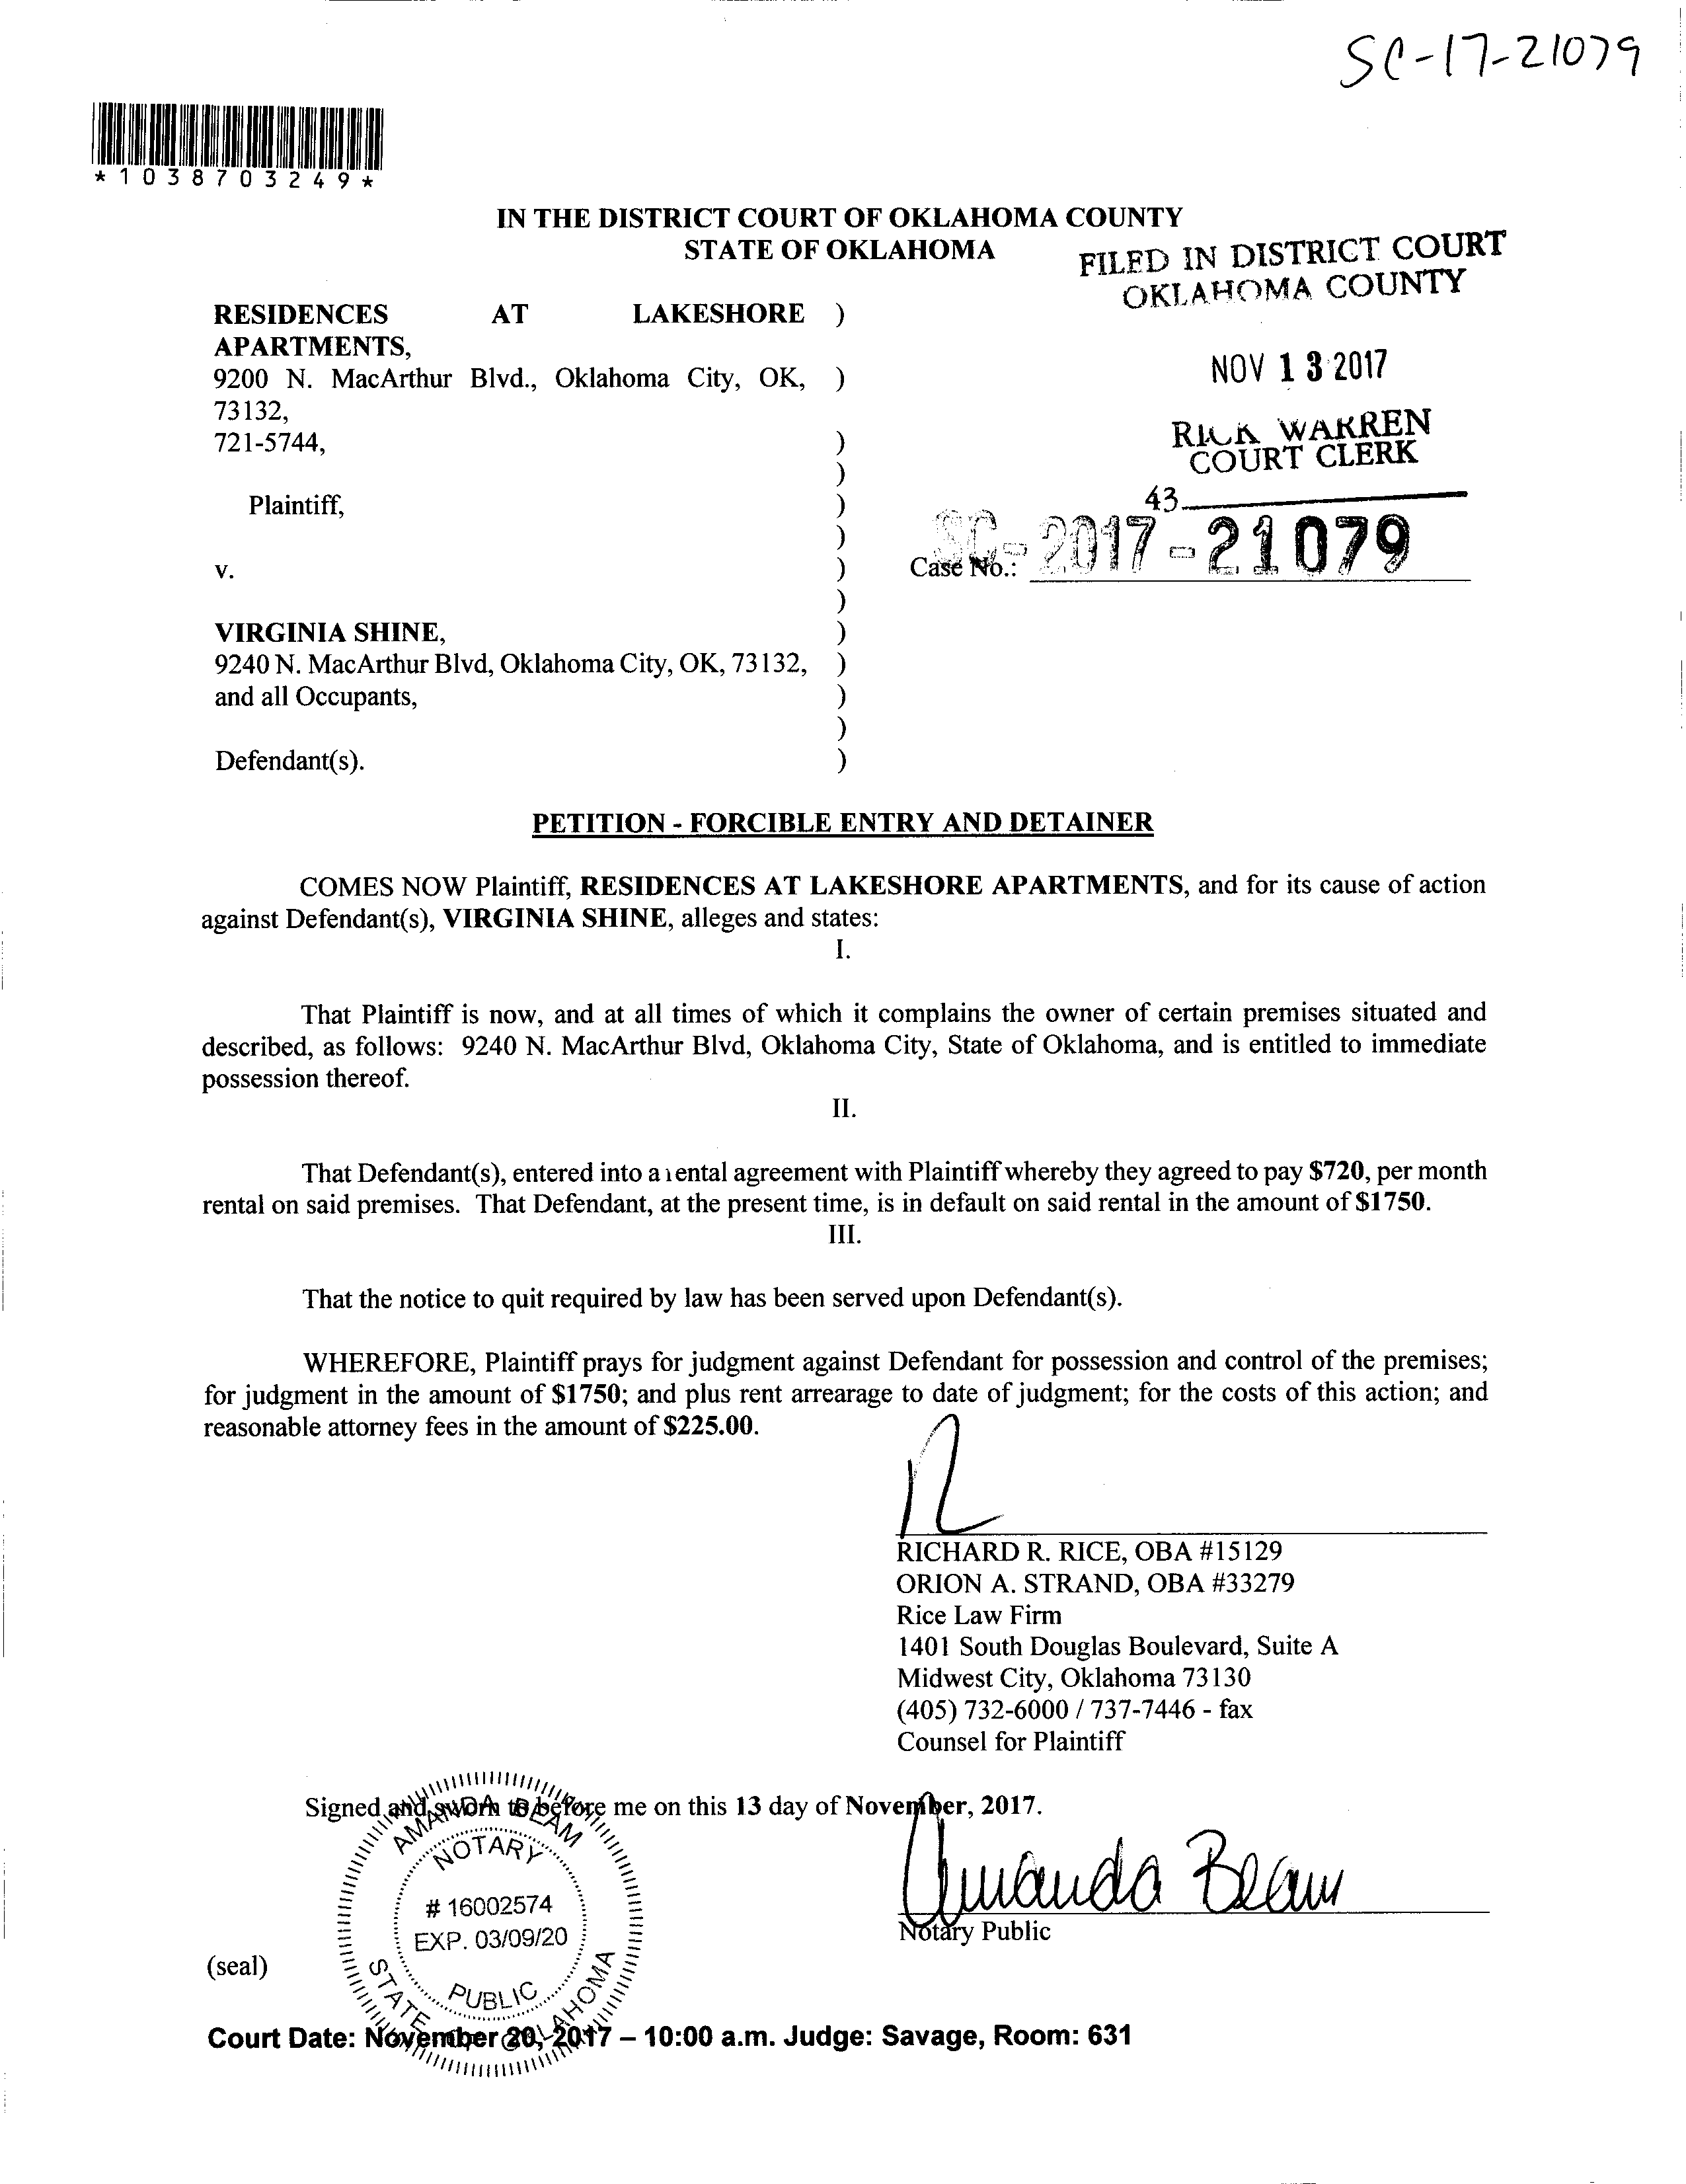 SC-17-21079
*1038703249*
IN THE DISTRICT COURT OF OKLAHOMA COUNTY
STATE OF OKLAHOMA
FILED IN DISTRICT COURT
OKLAHOMA COUNTY
RESIDENCES AT LAKESHORE )
APARTMENTS,
9200 N. MacArthur Blvd., Oklahoma City, OK, )
73132,
721-5744, )
)
NOV 13 2017
RICK WARREN
COURT CLERK
43
Plaintiff, )
)
SC-2017-21079
Case No.:
v. )
)
VIRGINIA SHINE, )
9240 N. MacArthur Blvd, Oklahoma City, OK, 73132, )
and all Occupants, )
)
Defendant(s). )
PETITION - FORCIBLE ENTRY AND DETAINER
COMES NOW Plaintiff, RESIDENCES AT LAKESHORE APARTMENTS, and for its cause of action
against Defendant(s), VIRGINIA SHINE, alleges and states:
I.
That Plaintiff is now, and at all times of which it complains the owner of certain premises situated and
described, as follows: 9240 N. MacArthur Blvd, Oklahoma City, State of Oklahoma, and is entitled to immediate
possession thereof.
II.
That Defendant(s), entered into a rental agreement with Plaintiff whereby they agreed to pay $720, per month
rental on said premises. That Defendant, at the present time, is in default on said rental in the amount of $1750.
III.
That the notice to quit required by law has been served upon Defendant(s).
WHEREFORE, Plaintiff prays for judgment against Defendant for possession and control of the premises;
for judgment in the amount of $1750; and plus rent arrearage to date of judgment; for the costs of this action; and
reasonable attorney fees in the amount of $225.00.
RICHARD R. RICE, OBA #15129
ORION A. STRAND, OBA #33279
Rice Law Firm
1401 South Douglas Boulevard, Suite A
Midwest City, Oklahoma 73130
(405) 732-6000 / 737-7446 - fax
Counsel for Plaintiff
Signed and sworn to before me on this 13 day of November, 2017.
AMANDA BEAM
NOTARY
# 16002574
EXP. 03/09/20
PUBLIC
STATE OF OKLAHOMA
Amanda Beam
Notary Public
(seal)
Court Date: November 20, 2017 – 10:00 a.m. Judge: Savage, Room: 631